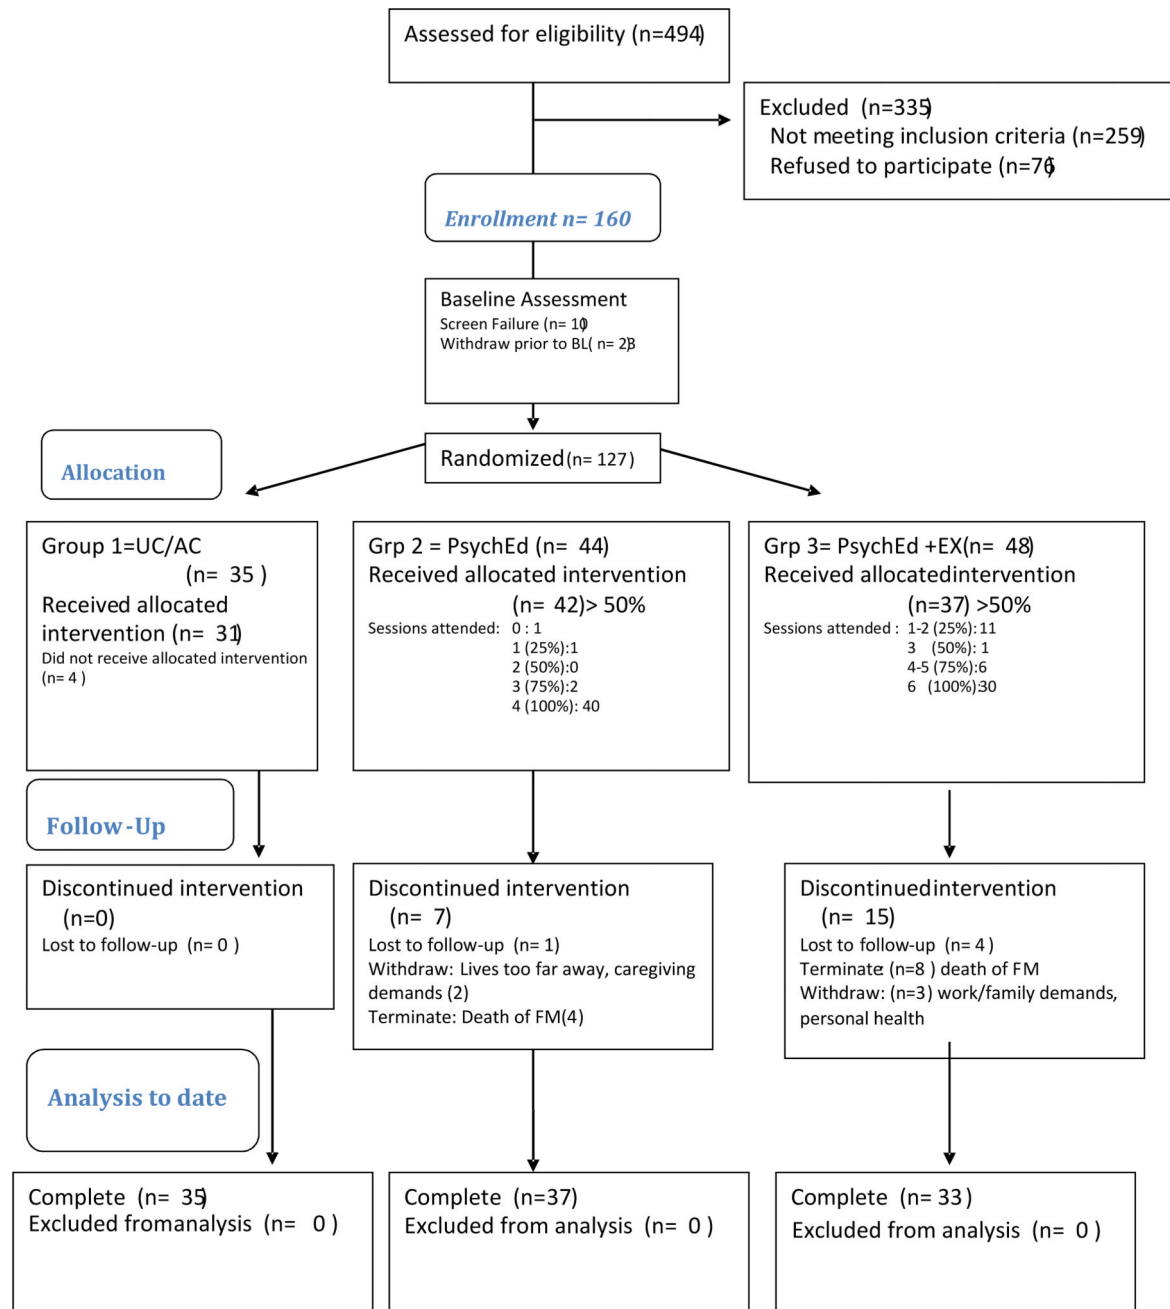 Assessed for eligibility (n=494)
Excluded (n=335)
Not meeting inclusion criteria (n=259)
Refused to participate (n=76)
Enrollment n= 160
Baseline Assessment
Screen Failure (n= 10)
Withdraw prior to BL( n= 23)
Randomized (n= 127 )
Allocation
Group 1=UC/AC
(n= 35 )
Received allocated
intervention (n= 31)
Did not receive allocated intervention
(n= 4 )
Grp 2 = PsychEd (n= 44)
Received allocated intervention
(n= 42)> 50%
Sessions attended: 0 : 1
1 (25%):1
2 (50%):0
3 (75%):2
4 (100%): 40
Grp 3= PsychEd +EX(n= 48)
Received allocatedintervention
(n=37) >50%
Sessions attended : 1-2 (25%): 11
3 (50%): 1
4-5 (75%): 6
6 (100%):30
Follow-Up
Discontinued intervention
(n=0)
Lost to follow-up (n= 0 )
Discontinued intervention
(n= 7)
Lost to follow-up (n= 1)
Withdraw: Lives too far away, caregiving
demands (2)
Terminate: Death of FM(4)
Discontinuedintervention
(n= 15)
Lost to follow-up (n= 4 )
Terminate: (n=8 ) death of FM
Withdraw: (n=3) work/family demands,
personal health
Analysis to date
Complete (n= 35)
Excluded fromanalysis (n= 0 )
Complete (n=37)
Excluded from analysis (n= 0 )
Complete (n= 33 )
Excluded from analysis (n= 0 )